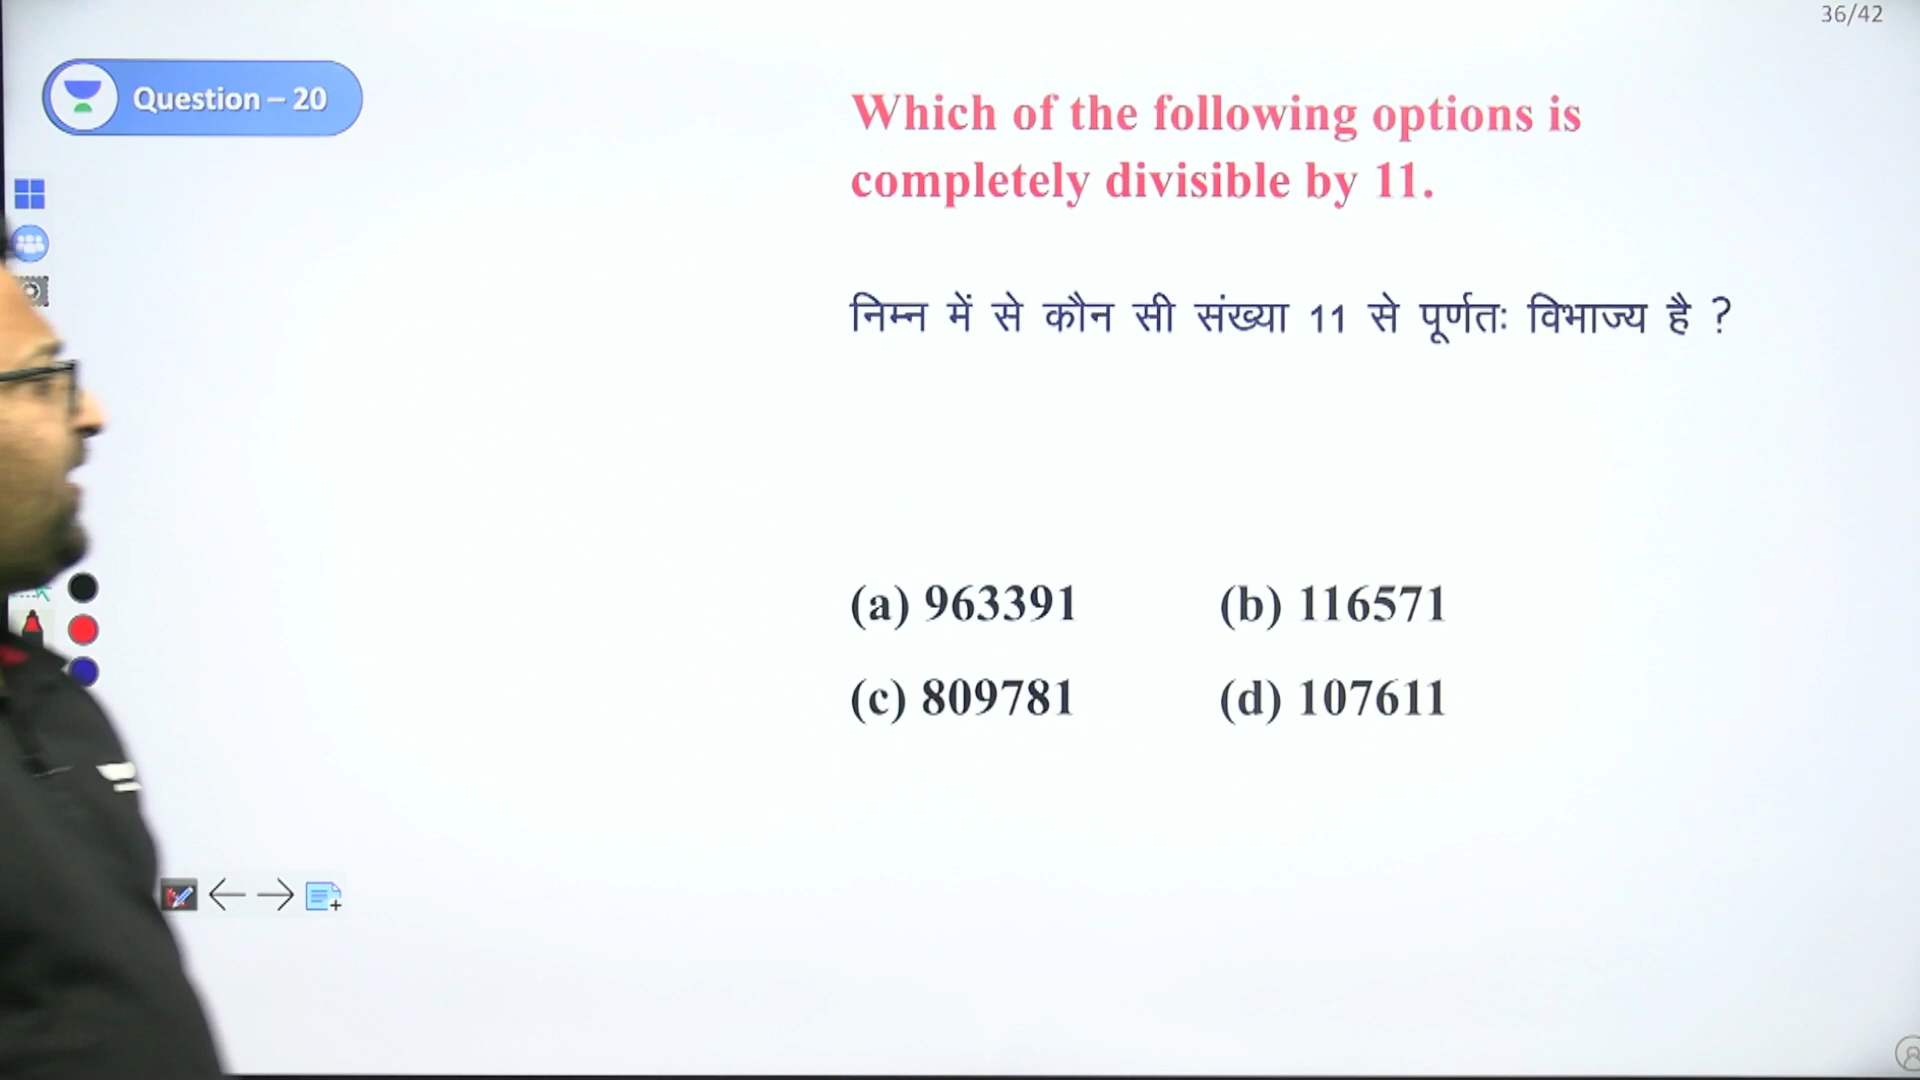 36/42
Question – 20
Which of the following options is
completely divisible by 11.
निम्न में से कौन सी संख्या 11 से पूर्णतः विभाज्य है ?
(a) 963391 (b) 116571
(c) 809781 (d) 107611